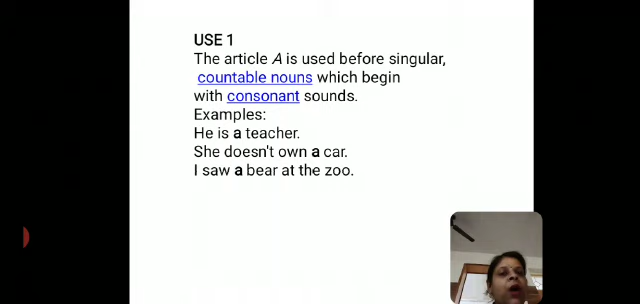 USE 1
The article A is used before singular,
countable nouns which begin
with consonant sounds.
Examples:
He is a teacher.
She doesn't own a car.
I saw a bear at the zoo.